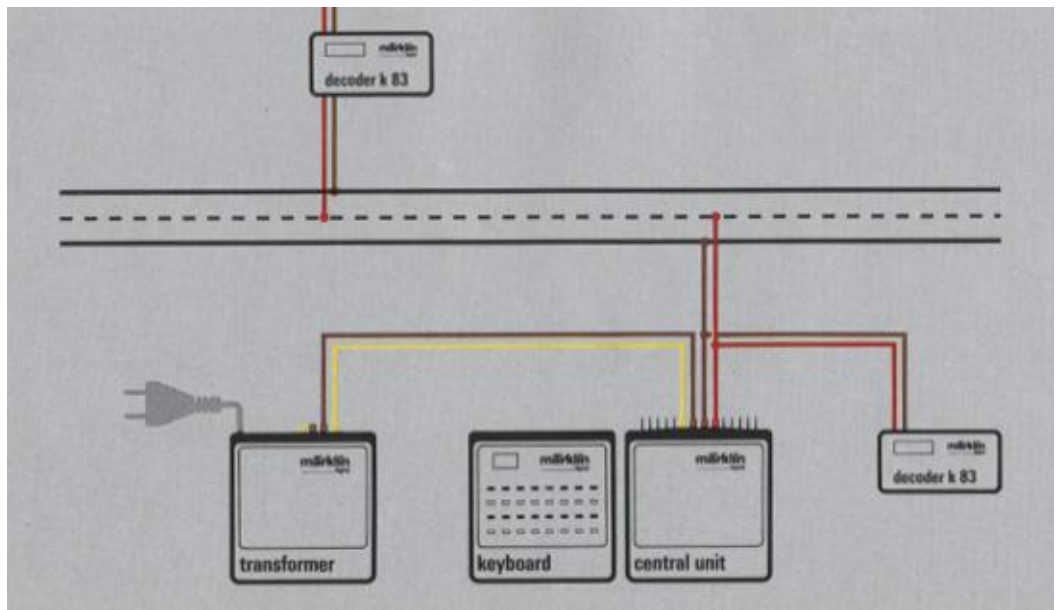 märklin
decoder k 83
märklin
märklin
märklin
märklin
decoder k 83
transformer
keyboard
central unit